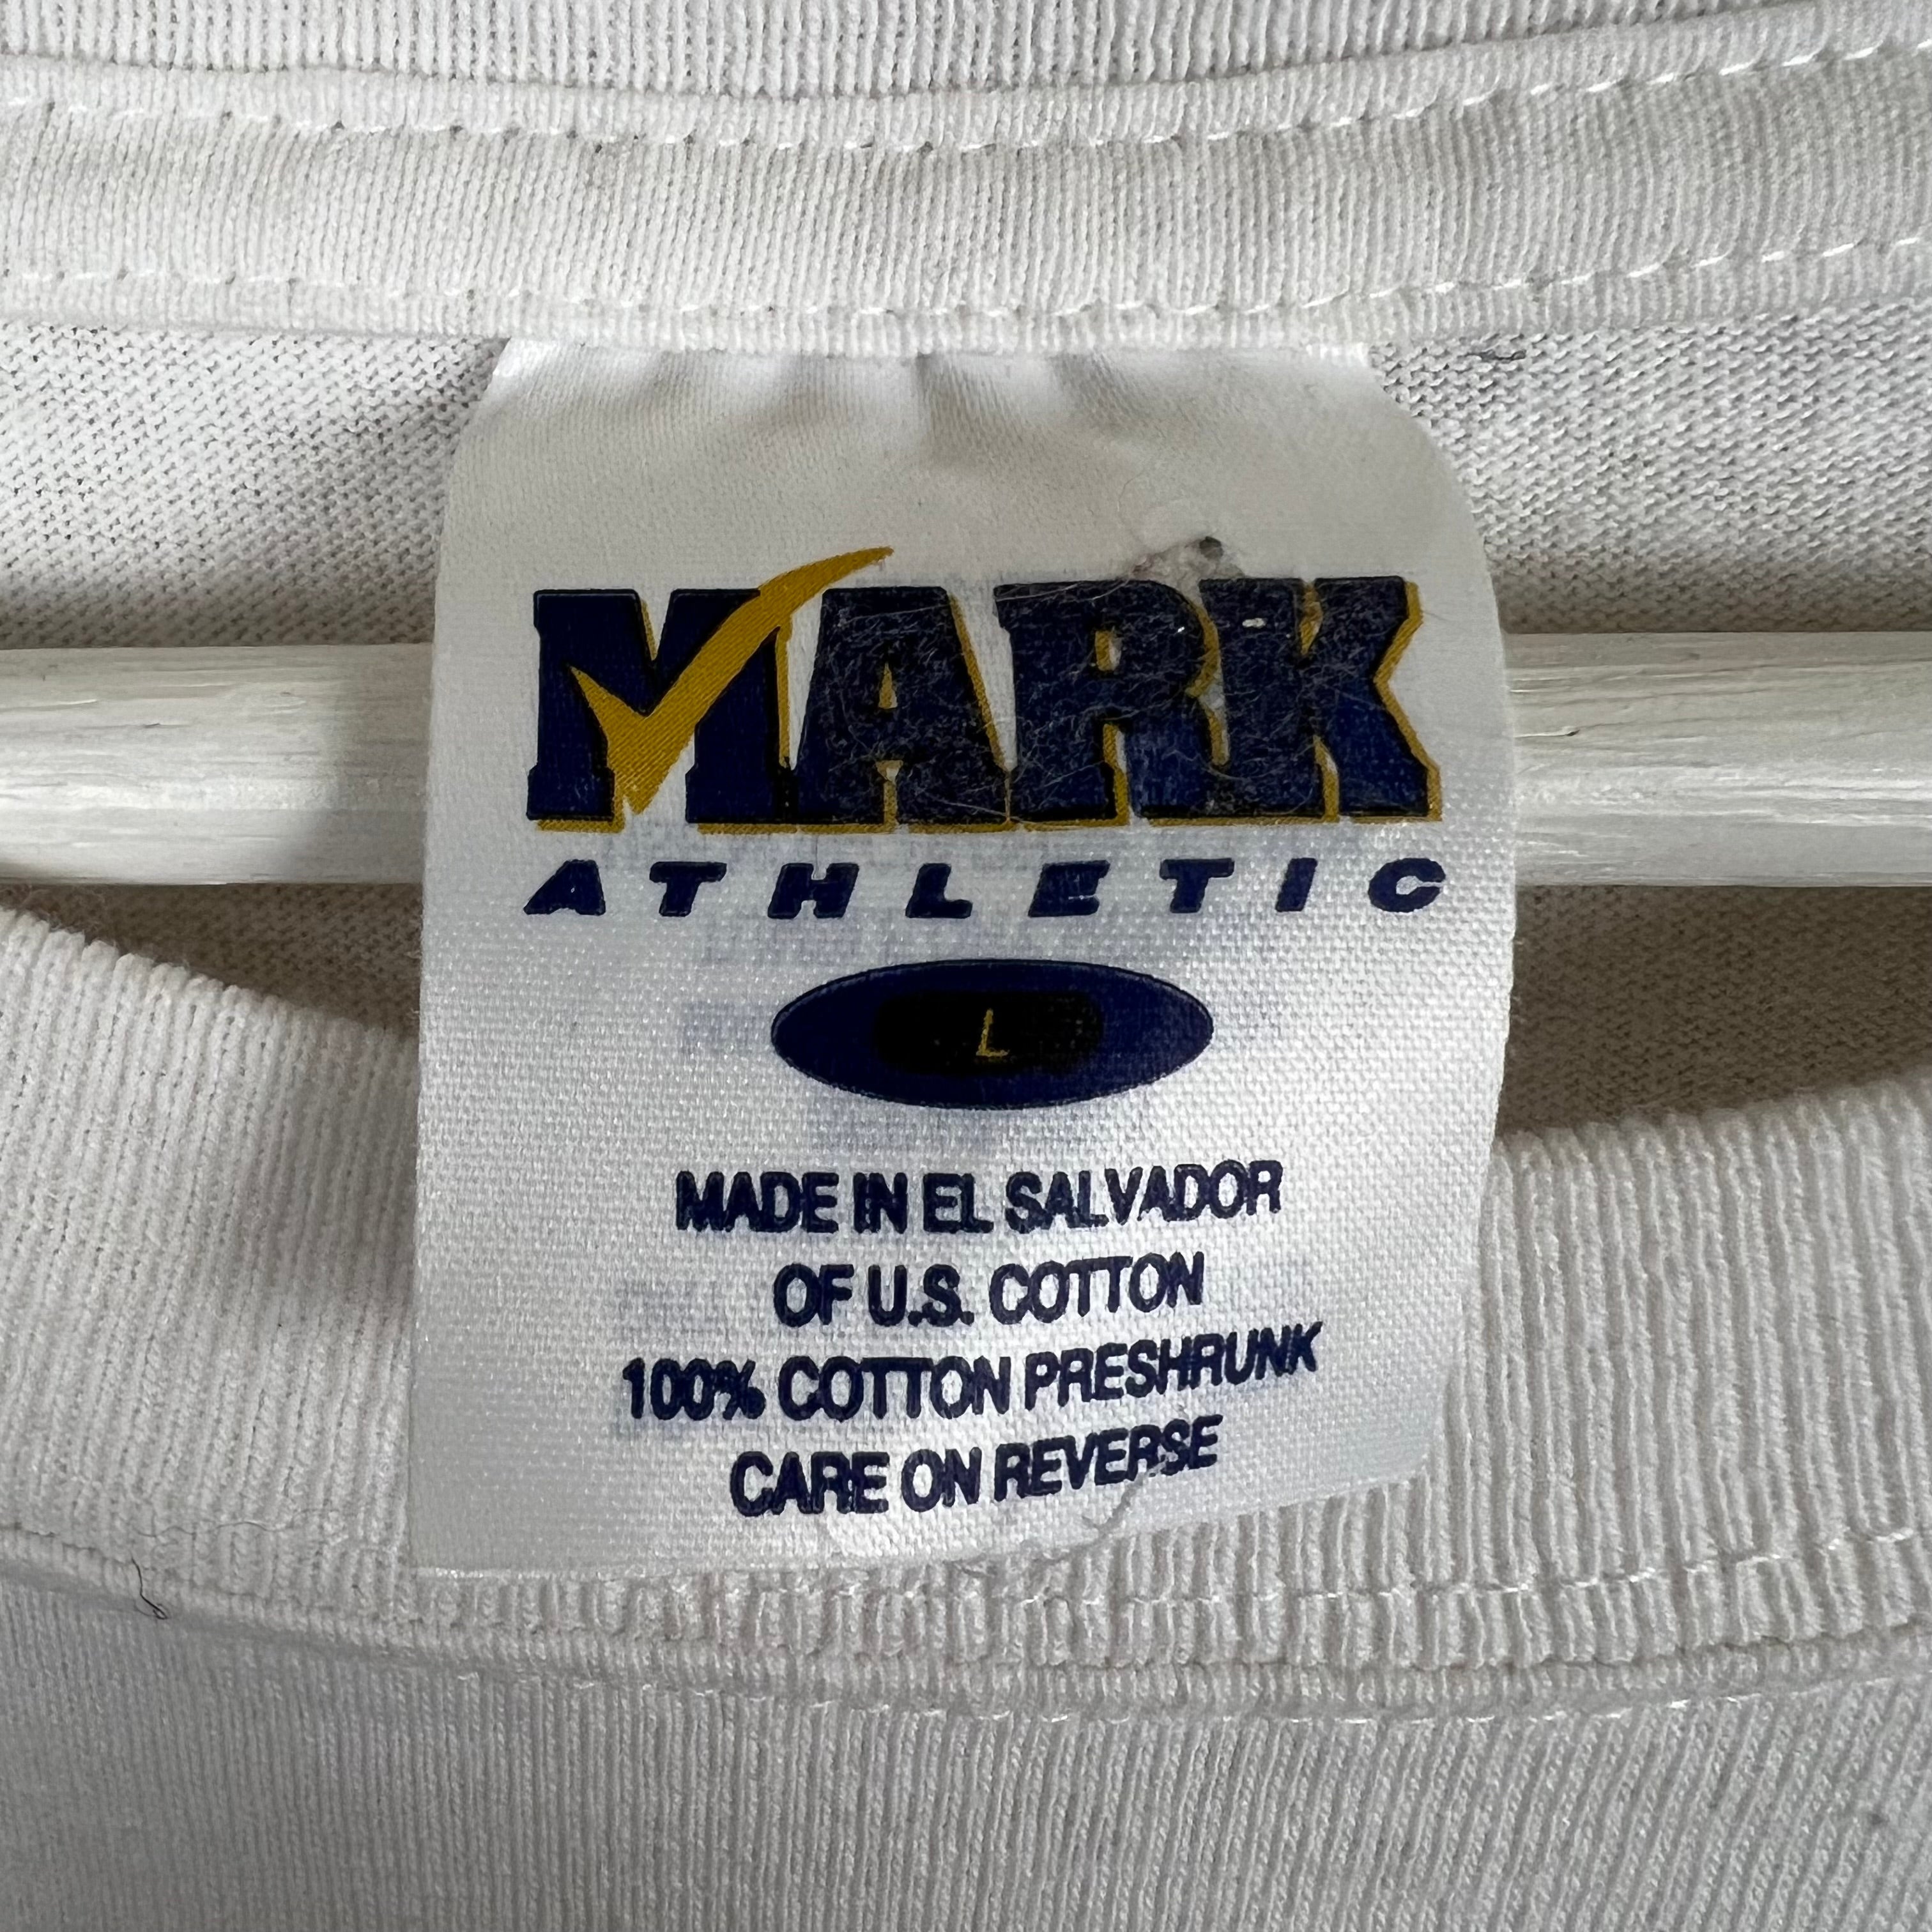 MARK
ATHLETIC
L
MADE IN EL SALVADOR
OF U.S. COTTON
100% COTTON PRESHRUNK
CARE ON REVERSE